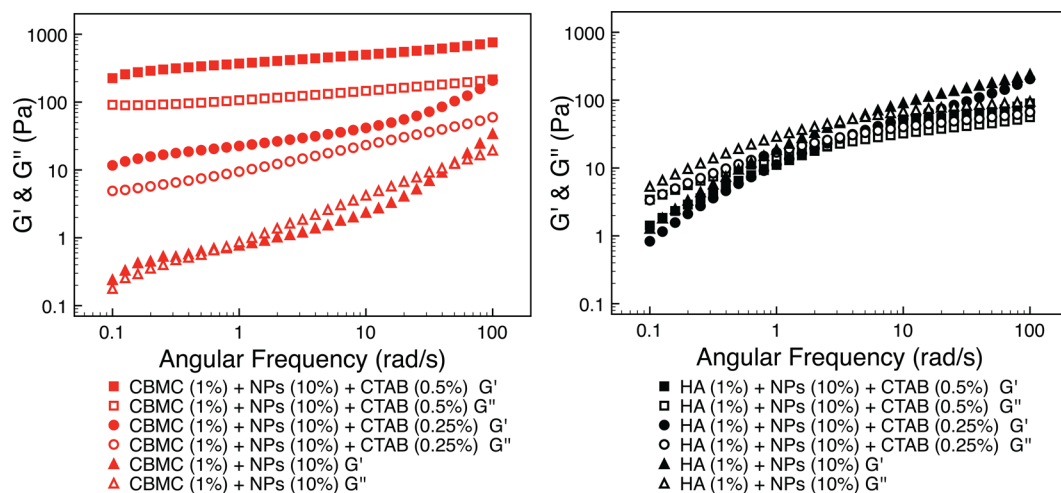 G' & G'' (Pa)
1000
100
10
1
0.1
0.1
1
10
100
Angular Frequency (rad/s)
CBMC (1%) + NPs (10%) + CTAB (0.5%) G'
CBMC (1%) + NPs (10%) + CTAB (0.5%) G''
CBMC (1%) + NPs (10%) + CTAB (0.25%) G'
CBMC (1%) + NPs (10%) + CTAB (0.25%) G''
CBMC (1%) + NPs (10%) G'
CBMC (1%) + NPs (10%) G''
G' & G'' (Pa)
1000
100
10
1
0.1
0.1
1
10
100
Angular Frequency (rad/s)
HA (1%) + NPs (10%) + CTAB (0.5%) G'
HA (1%) + NPs (10%) + CTAB (0.5%) G''
HA (1%) + NPs (10%) + CTAB (0.25%) G'
HA (1%) + NPs (10%) + CTAB (0.25%) G''
HA (1%) + NPs (10%) G'
HA (1%) + NPs (10%) G''